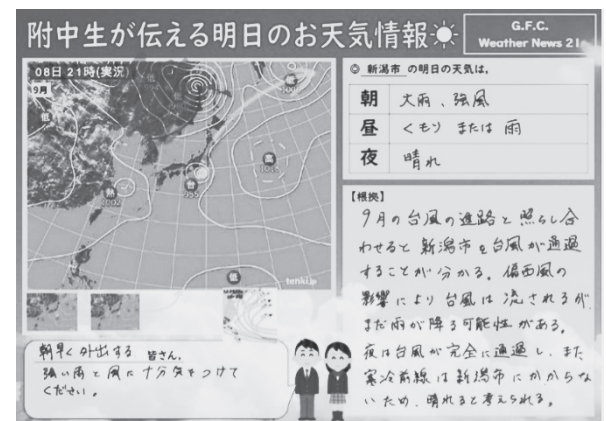 附中生が伝える明日のお天気情報
G.F.C.
Weather News 21
08日 21時(実況)
9月
低
低
高
低
高
熱
1002
台
955
低
tenki.jp
◎ 新潟市 の明日の天気は,
朝 大雨、強風
昼 くもり または 雨
夜 晴れ
【根拠】
9月の台風の進路と照らし合
わせると新潟市を台風が通過
することが分かる。偏西風の
影響により台風は流されるが、
まだ雨が降る可能性がある。
夜は台風が完全に通過し、また
寒冷前線は新潟市にかからな
いため、晴れると考えられる。
朝早く外出する 皆さん。
強い雨と風に十分気をつけて
ください。